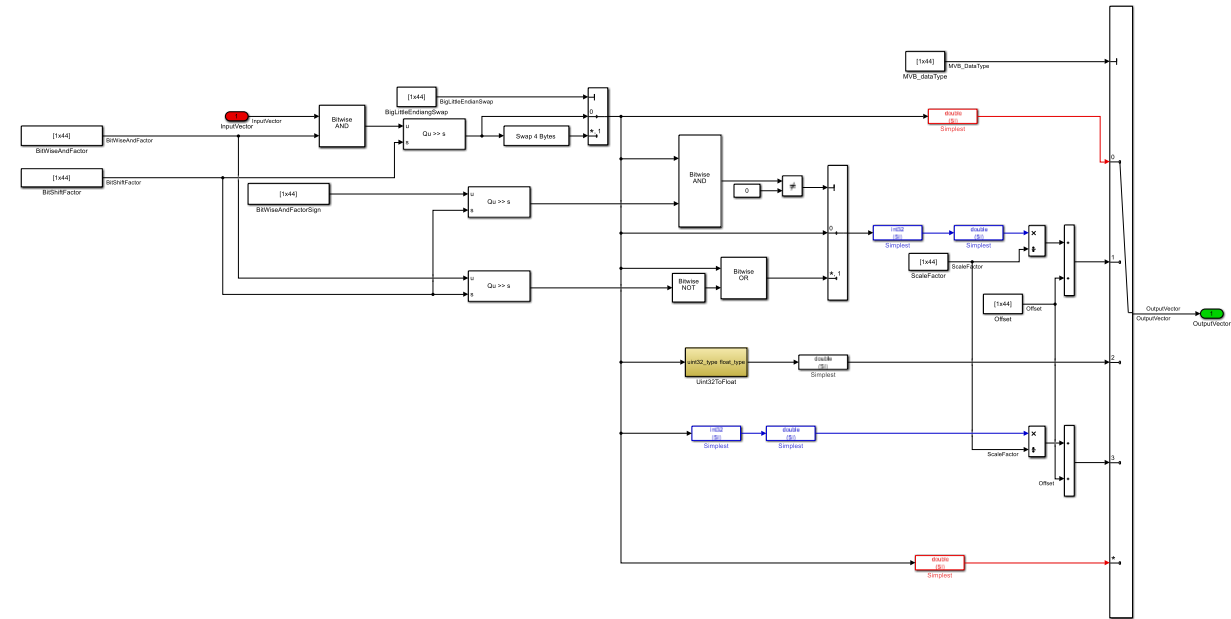 [1x44]
MVB_DataType
MVB_dataType
[1x44]
BigLittleEndianSwap
BigLittleEndiangSwap
1
InputVector
InputVector
Bitwise
AND
0
*, 1
u
s
Qu >> s
Swap 4 Bytes
double
Simplest
[1x44]
BitWiseAndFactor
BitWiseAndFactor
[1x44]
BitShiftFactor
BitShiftFactor
[1x44]
BitWiseAndFactorSign
u
s
Qu >> s
Bitwise
AND
0
≠
0
0
*, 1
int32
Simplest
double
Simplest
×
÷
+
+
1
[1x44]
ScaleFactor
ScaleFactor
u
s
Qu >> s
Bitwise
NOT
Bitwise
OR
[1x44]
Offset
Offset
OutputVector
OutputVector
1
OutputVector
uint32_type float_type
Uint32ToFloat
double
Simplest
2
int32
Simplest
double
Simplest
×
÷
ScaleFactor
+
+
Offset
3
double
Simplest
*